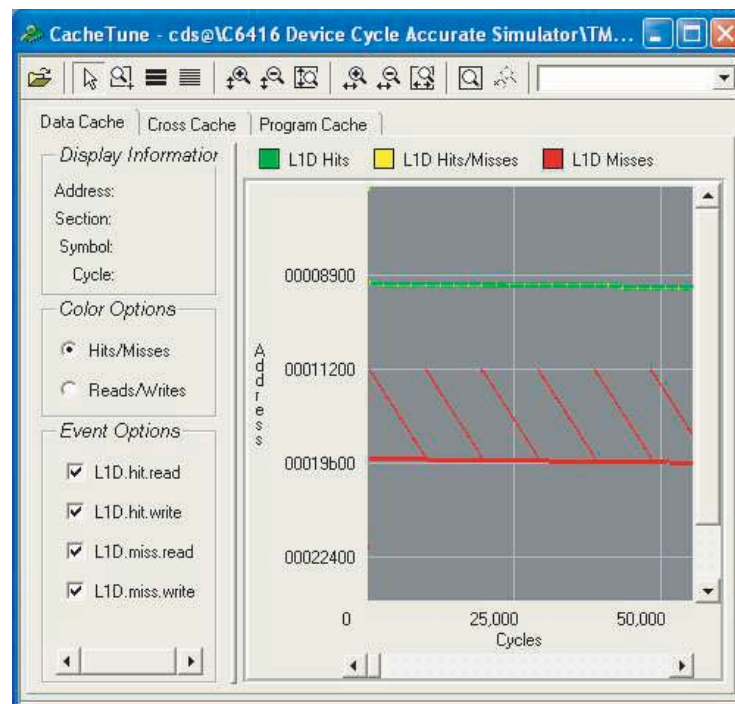 CacheTune - cds@\C6416 Device Cycle Accurate Simulator\TM...
Data Cache Cross Cache Program Cache
Display Informatior
Address:
Section:
Symbol:
Cycle:
Color Options
Hits/Misses
Reads/Writes
Event Options
L1D.hit.read
L1D.hit.write
L1D.miss.read
L1D.miss.write
L1D Hits L1D Hits/Misses L1D Misses
Address
00008900
00011200
00019b00
00022400
0 25,000 50,000
Cycles